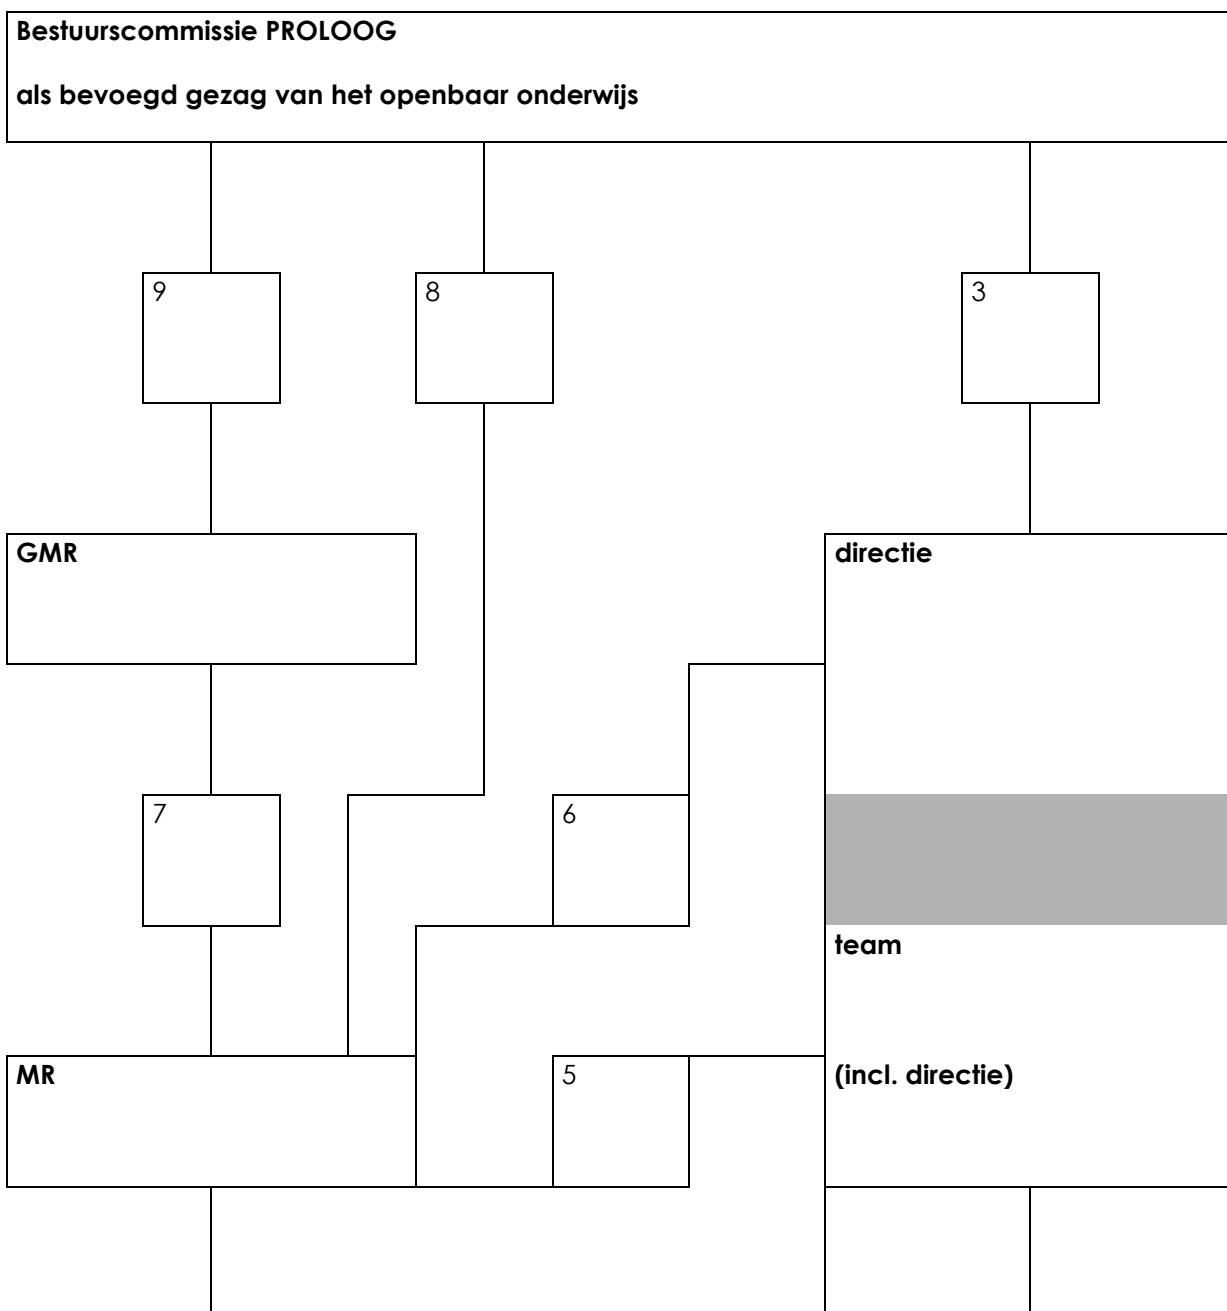 Bestuurscommissie PROLOOG
als bevoegd gezag van het openbaar onderwijs
9
8
3
GMR
directie
7
6
team
MR
5
(incl. directie)